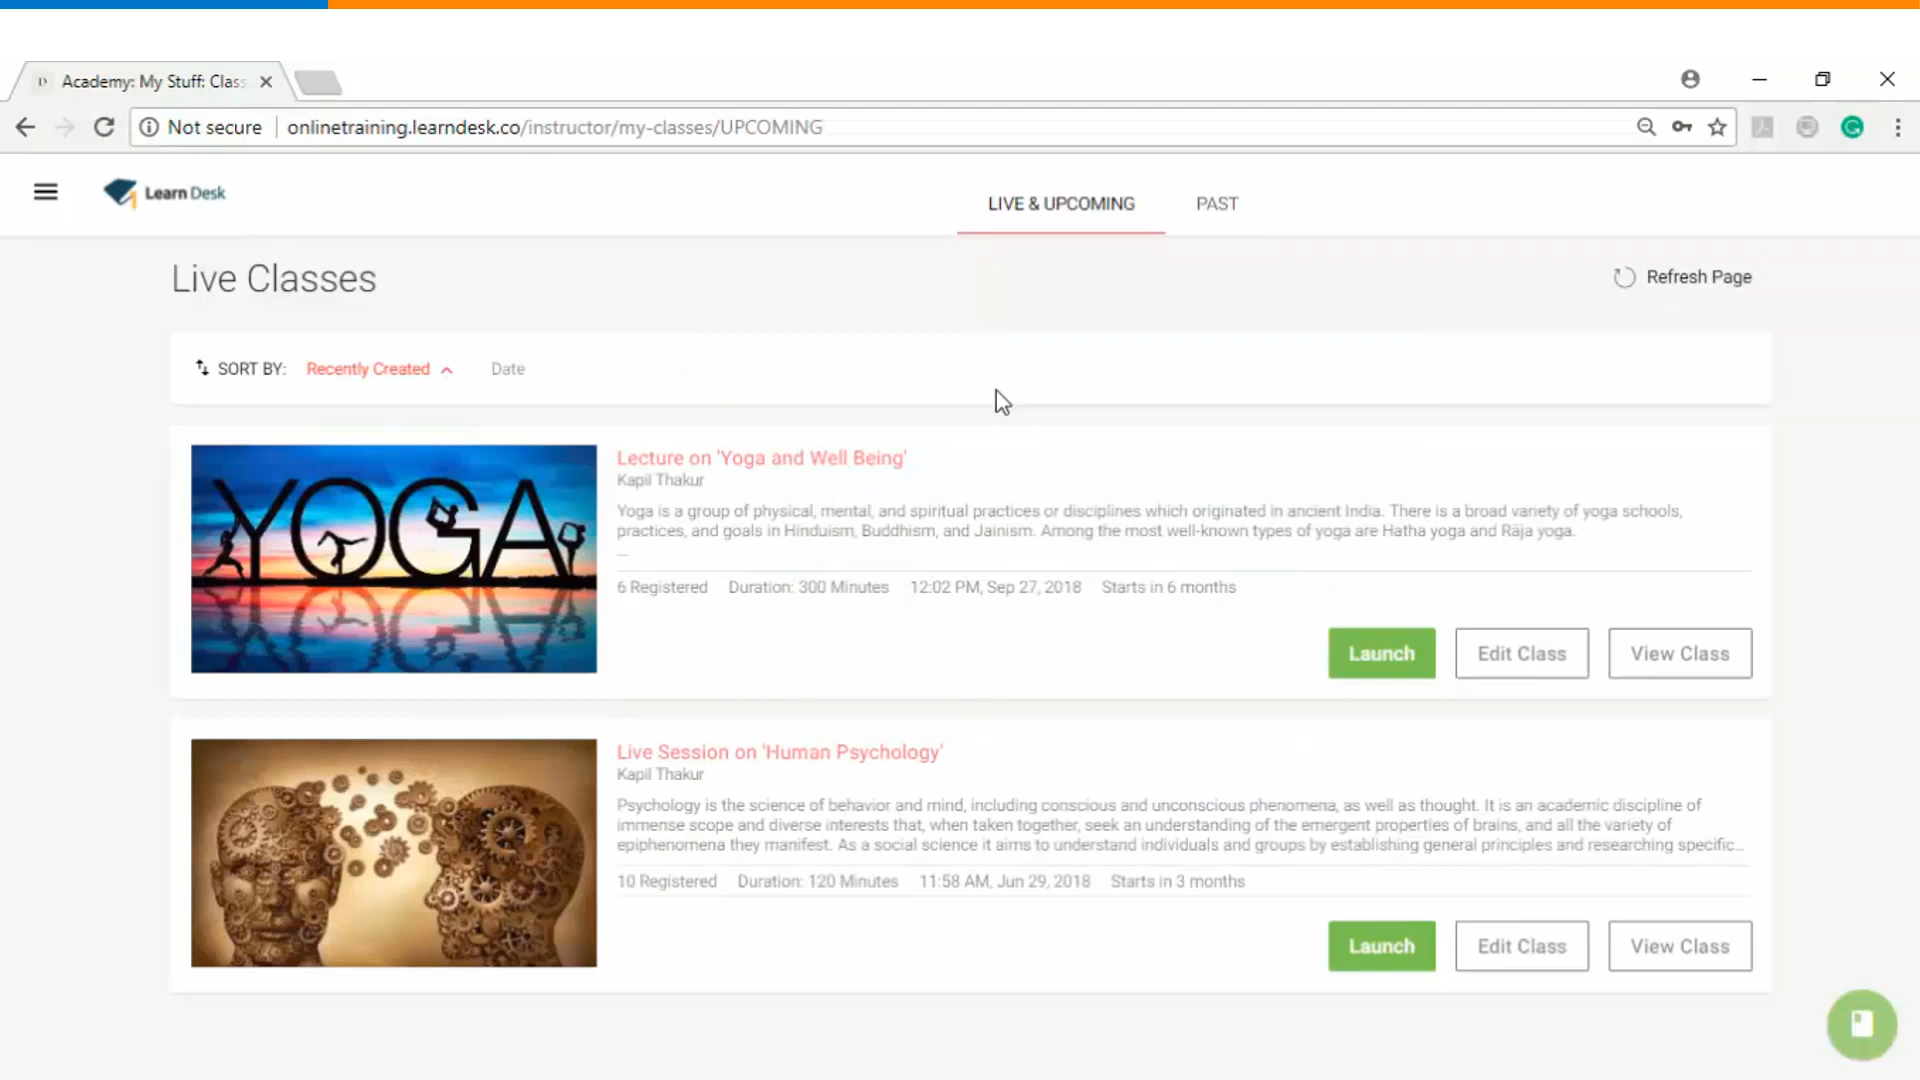 Academy: My Stuff: Class
Not secure onlinetraining.learndesk.co/instructor/my-classes/UPCOMING
Learn Desk
LIVE & UPCOMING PAST
Live Classes
Refresh Page
SORT BY: Recently Created Date
YOGA
Lecture on 'Yoga and Well Being'
Kapil Thakur
Yoga is a group of physical, mental, and spiritual practices or disciplines which originated in ancient India. There is a broad variety of yoga schools,
practices, and goals in Hinduism, Buddhism, and Jainism. Among the most well-known types of yoga are Hatha yoga and Rāja yoga.
...
6 Registered Duration: 300 Minutes 12:02 PM, Sep 27, 2018 Starts in 6 months
Launch Edit Class View Class
Live Session on 'Human Psychology'
Kapil Thakur
Psychology is the science of behavior and mind, including conscious and unconscious phenomena, as well as thought. It is an academic discipline of
immense scope and diverse interests that, when taken together, seek an understanding of the emergent properties of brains, and all the variety of
epiphenomena they manifest. As a social science it aims to understand individuals and groups by establishing general principles and researching specific...
10 Registered Duration: 120 Minutes 11:58 AM, Jun 29, 2018 Starts in 3 months
Launch Edit Class View Class